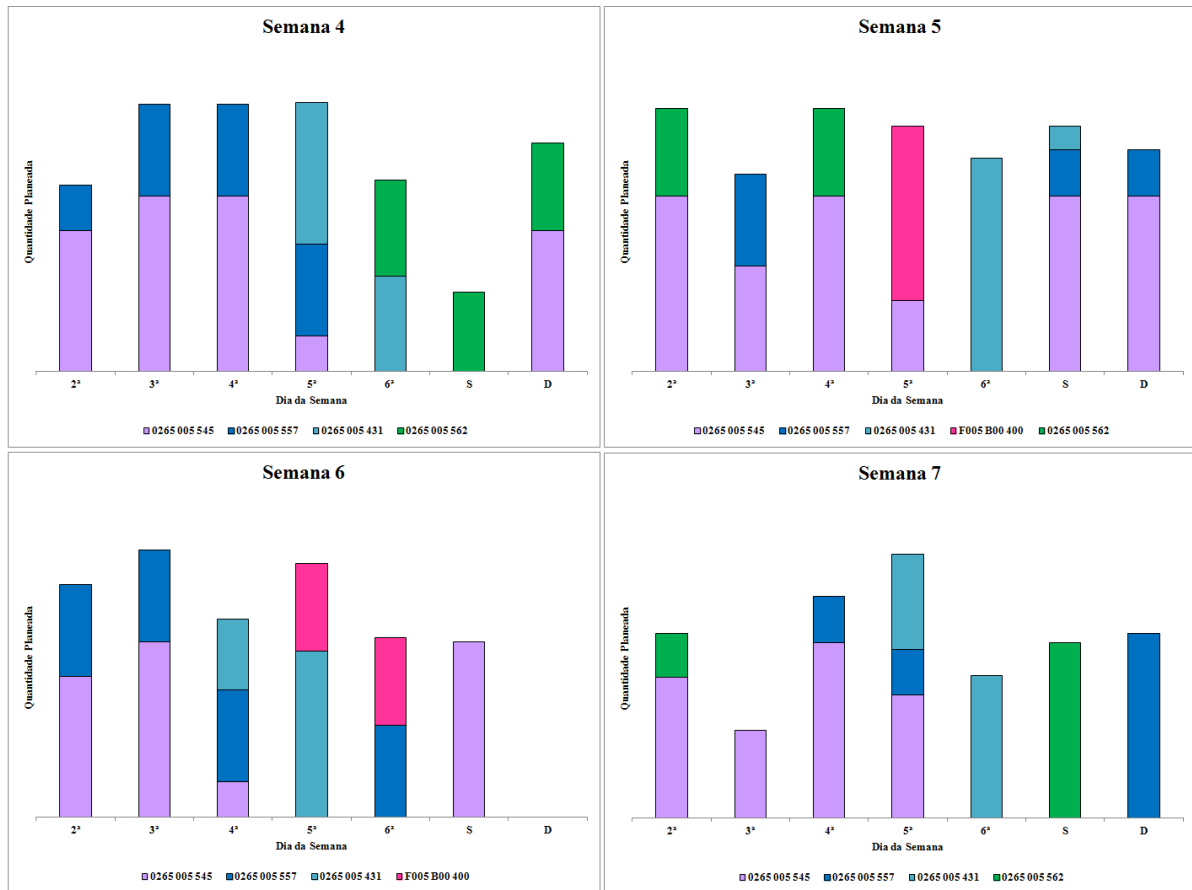 Semana 4
Quantidade Planeada
2ª 3ª 4ª 5ª 6ª S D
Dia da Semana
0265 005 545 0265 005 557 0265 005 431 0265 005 562
Semana 5
Quantidade Planeada
2ª 3ª 4ª 5ª 6ª S D
Dia da Semana
0265 005 545 0265 005 557 0265 005 431 F005 B00 400 0265 005 562
Semana 6
Quantidade Planeada
2ª 3ª 4ª 5ª 6ª S D
Dia da Semana
0265 005 545 0265 005 557 0265 005 431 F005 B00 400
Semana 7
Quantidade Planeada
2ª 3ª 4ª 5ª 6ª S D
Dia da Semana
0265 005 545 0265 005 557 0265 005 431 0265 005 562